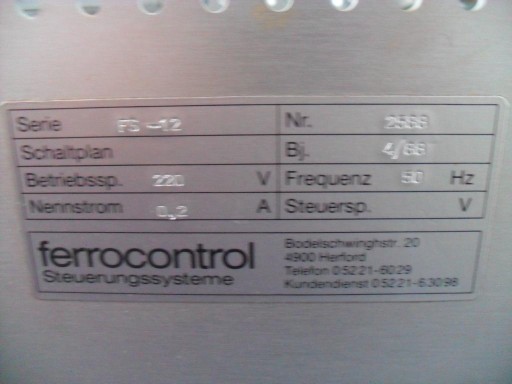 Serie FS-12 Nr.
Schaltplan Bj. 4/88
Betriebssp. 220 V Frequenz 50 Hz
Nennstrom 0,2 A Steuersp. V
ferrocontrol
Steuerungssysteme
Bodelschwinghstr. 20
4900 Herford
Telefon 05221-6029
Kundendienst 05221-63098